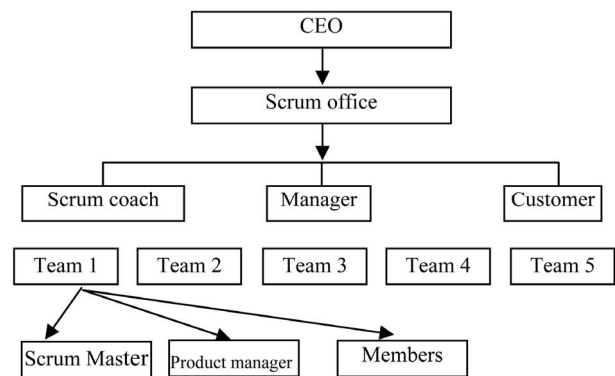 CEO
Scrum office
Scrum coach
Manager
Customer
Team 1
Team 2
Team 3
Team 4
Team 5
Scrum Master
Product manager
Members